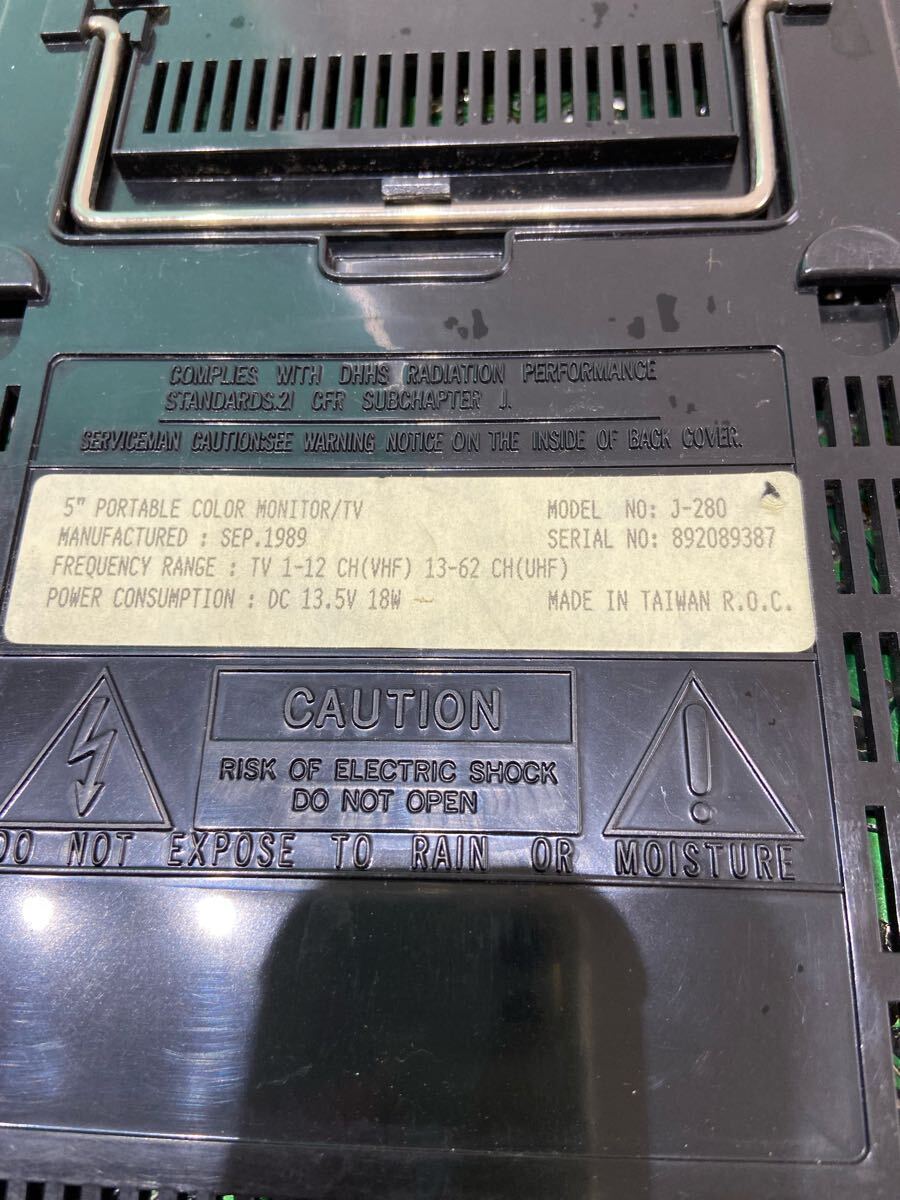 COMPLIES WITH DHHS RADIATION PERFORMANCE
STANDARDS.21 CFR SUBCHAPTER J.
SERVICEMAN CAUTION:SEE WARNING NOTICE ON THE INSIDE OF BACK COVER.
5" PORTABLE COLOR MONITOR/TV MODEL NO: J-280
MANUFACTURED : SEP.1989 SERIAL NO: 892089387
FREQUENCY RANGE : TV 1-12 CH(VHF) 13-62 CH(UHF)
POWER CONSUMPTION : DC 13.5V 18W MADE IN TAIWAN R.O.C.
CAUTION
RISK OF ELECTRIC SHOCK
DO NOT OPEN
DO NOT EXPOSE TO RAIN OR MOISTURE